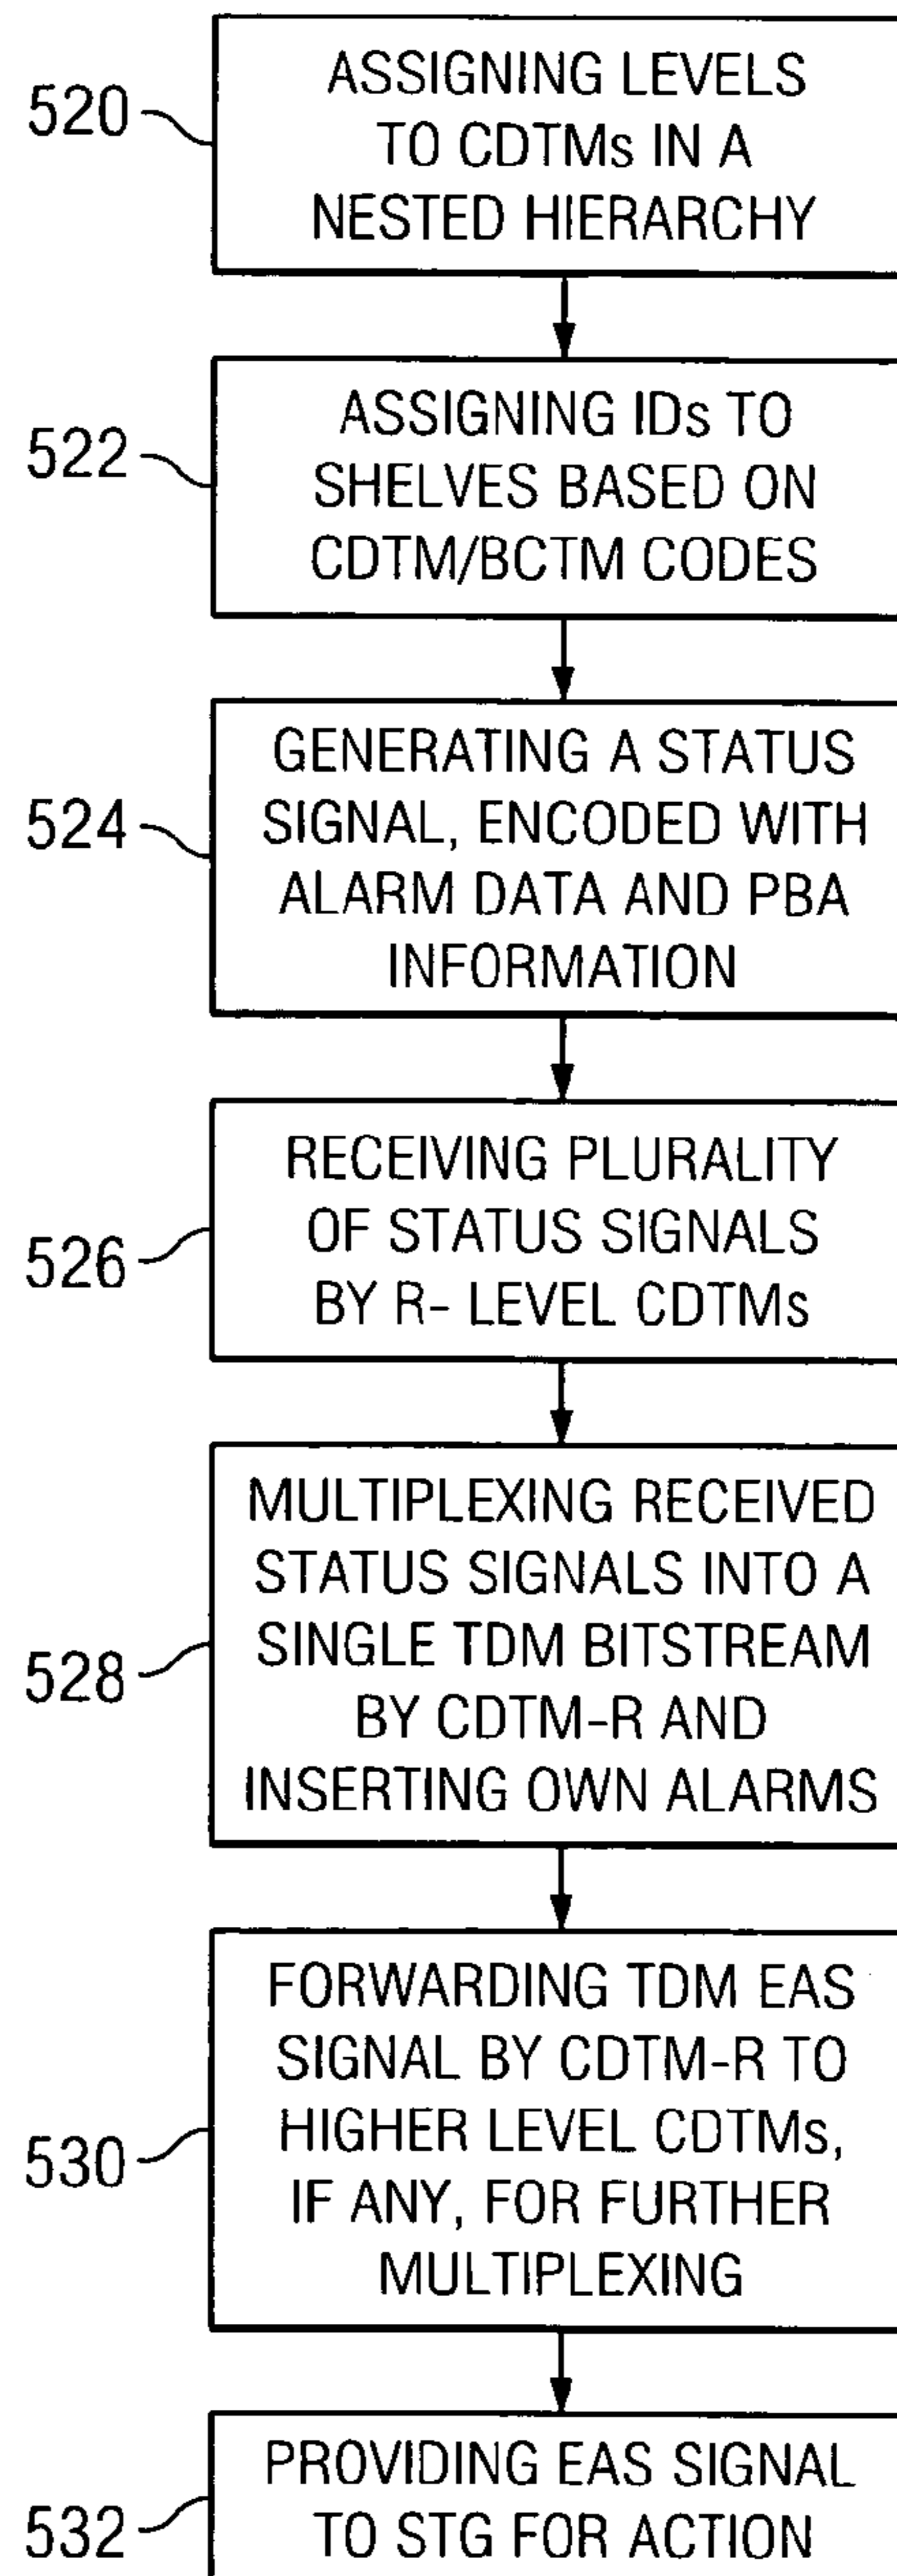 520
ASSIGNING LEVELS
TO CDTMs IN A
NESTED HIERARCHY
522
ASSIGNING IDs TO
SHELVES BASED ON
CDTM/BCTM CODES
524
GENERATING A STATUS
SIGNAL, ENCODED WITH
ALARM DATA AND PBA
INFORMATION
526
RECEIVING PLURALITY
OF STATUS SIGNALS
BY R- LEVEL CDTMs
528
MULTIPLEXING RECEIVED
STATUS SIGNALS INTO A
SINGLE TDM BITSTREAM
BY CDTM-R AND
INSERTING OWN ALARMS
530
FORWARDING TDM EAS
SIGNAL BY CDTM-R TO
HIGHER LEVEL CDTMs,
IF ANY, FOR FURTHER
MULTIPLEXING
532
PROVIDING EAS SIGNAL
TO STG FOR ACTION